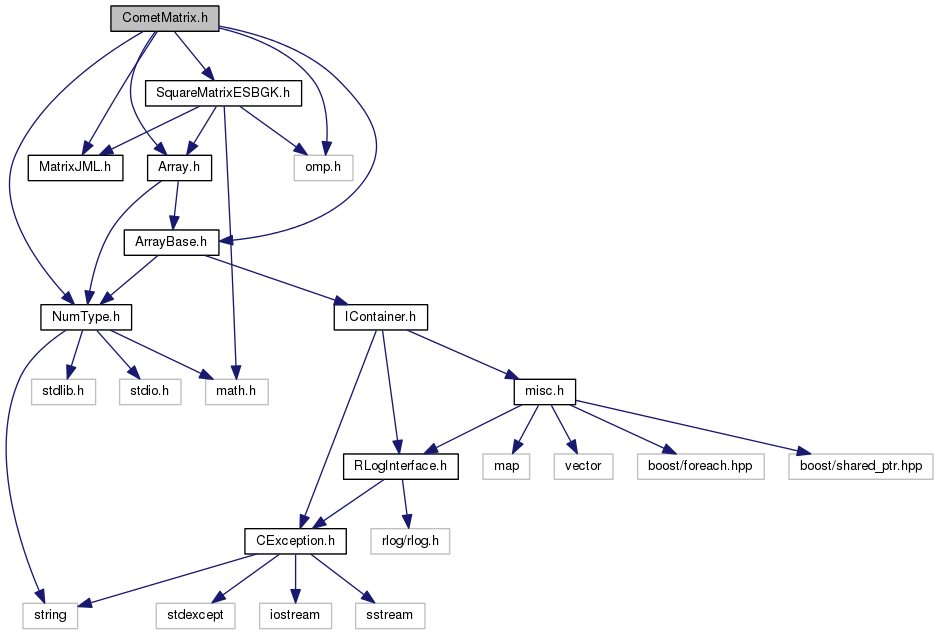 CometMatrix.h
SquareMatrixESBGK.h
MatrixJML.h
Array.h
omp.h
ArrayBase.h
NumType.h
IContainer.h
stdlib.h
stdio.h
math.h
misc.h
RLogInterface.h
map
vector
boost/foreach.hpp
boost/shared_ptr.hpp
CException.h
rlog/rlog.h
string
stdexcept
iostream
sstream